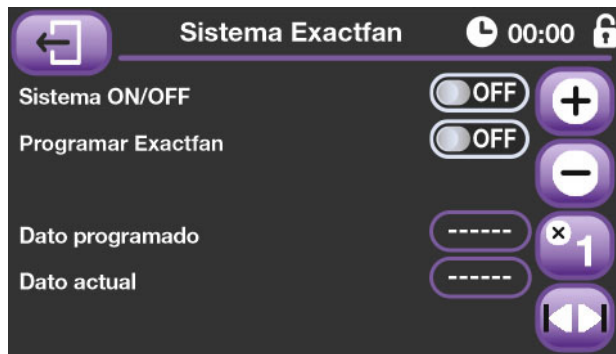 Sistema Exactfan 00:00
Sistema ON/OFF OFF
Programar Exactfan OFF
Dato programado ------
Dato actual ------
+
−
×1